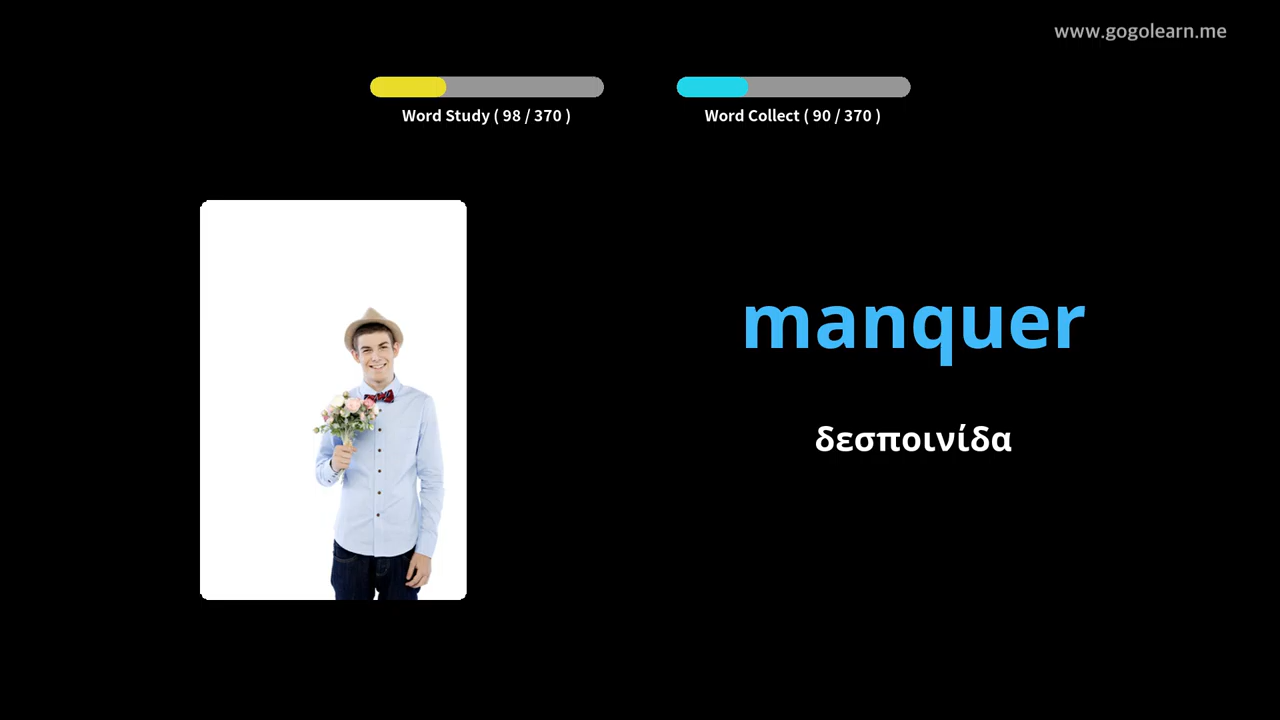 www.gogolearn.me
Word Study ( 98 / 370 )
Word Collect ( 90 / 370 )
manquer
δεσποινίδα